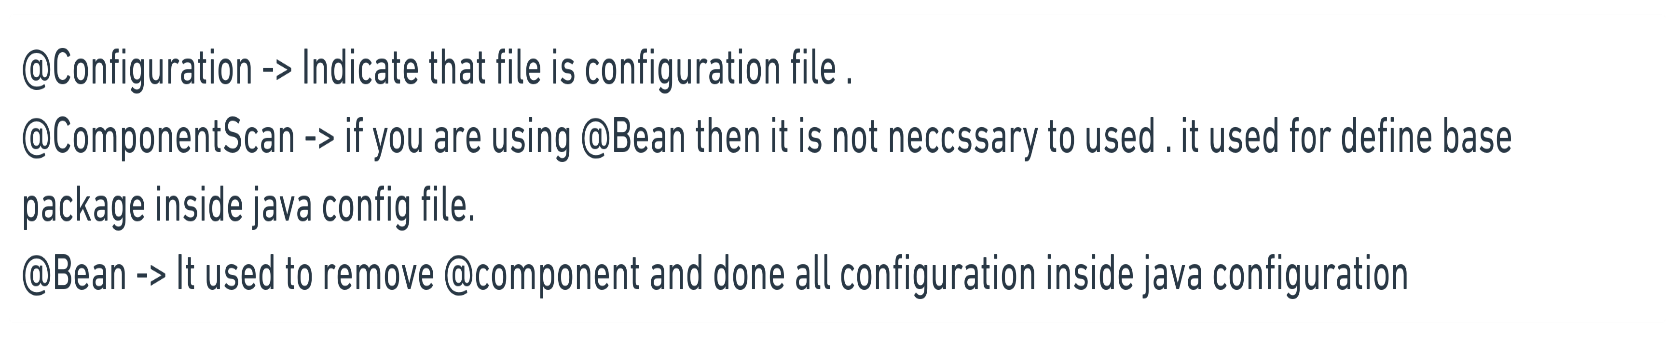 @Configuration -> Indicate that file is configuration file .
@ComponentScan -> if you are using @Bean then it is not neccssary to used . it used for define base
package inside java config file.
@Bean -> It used to remove @component and done all configuration inside java configuration